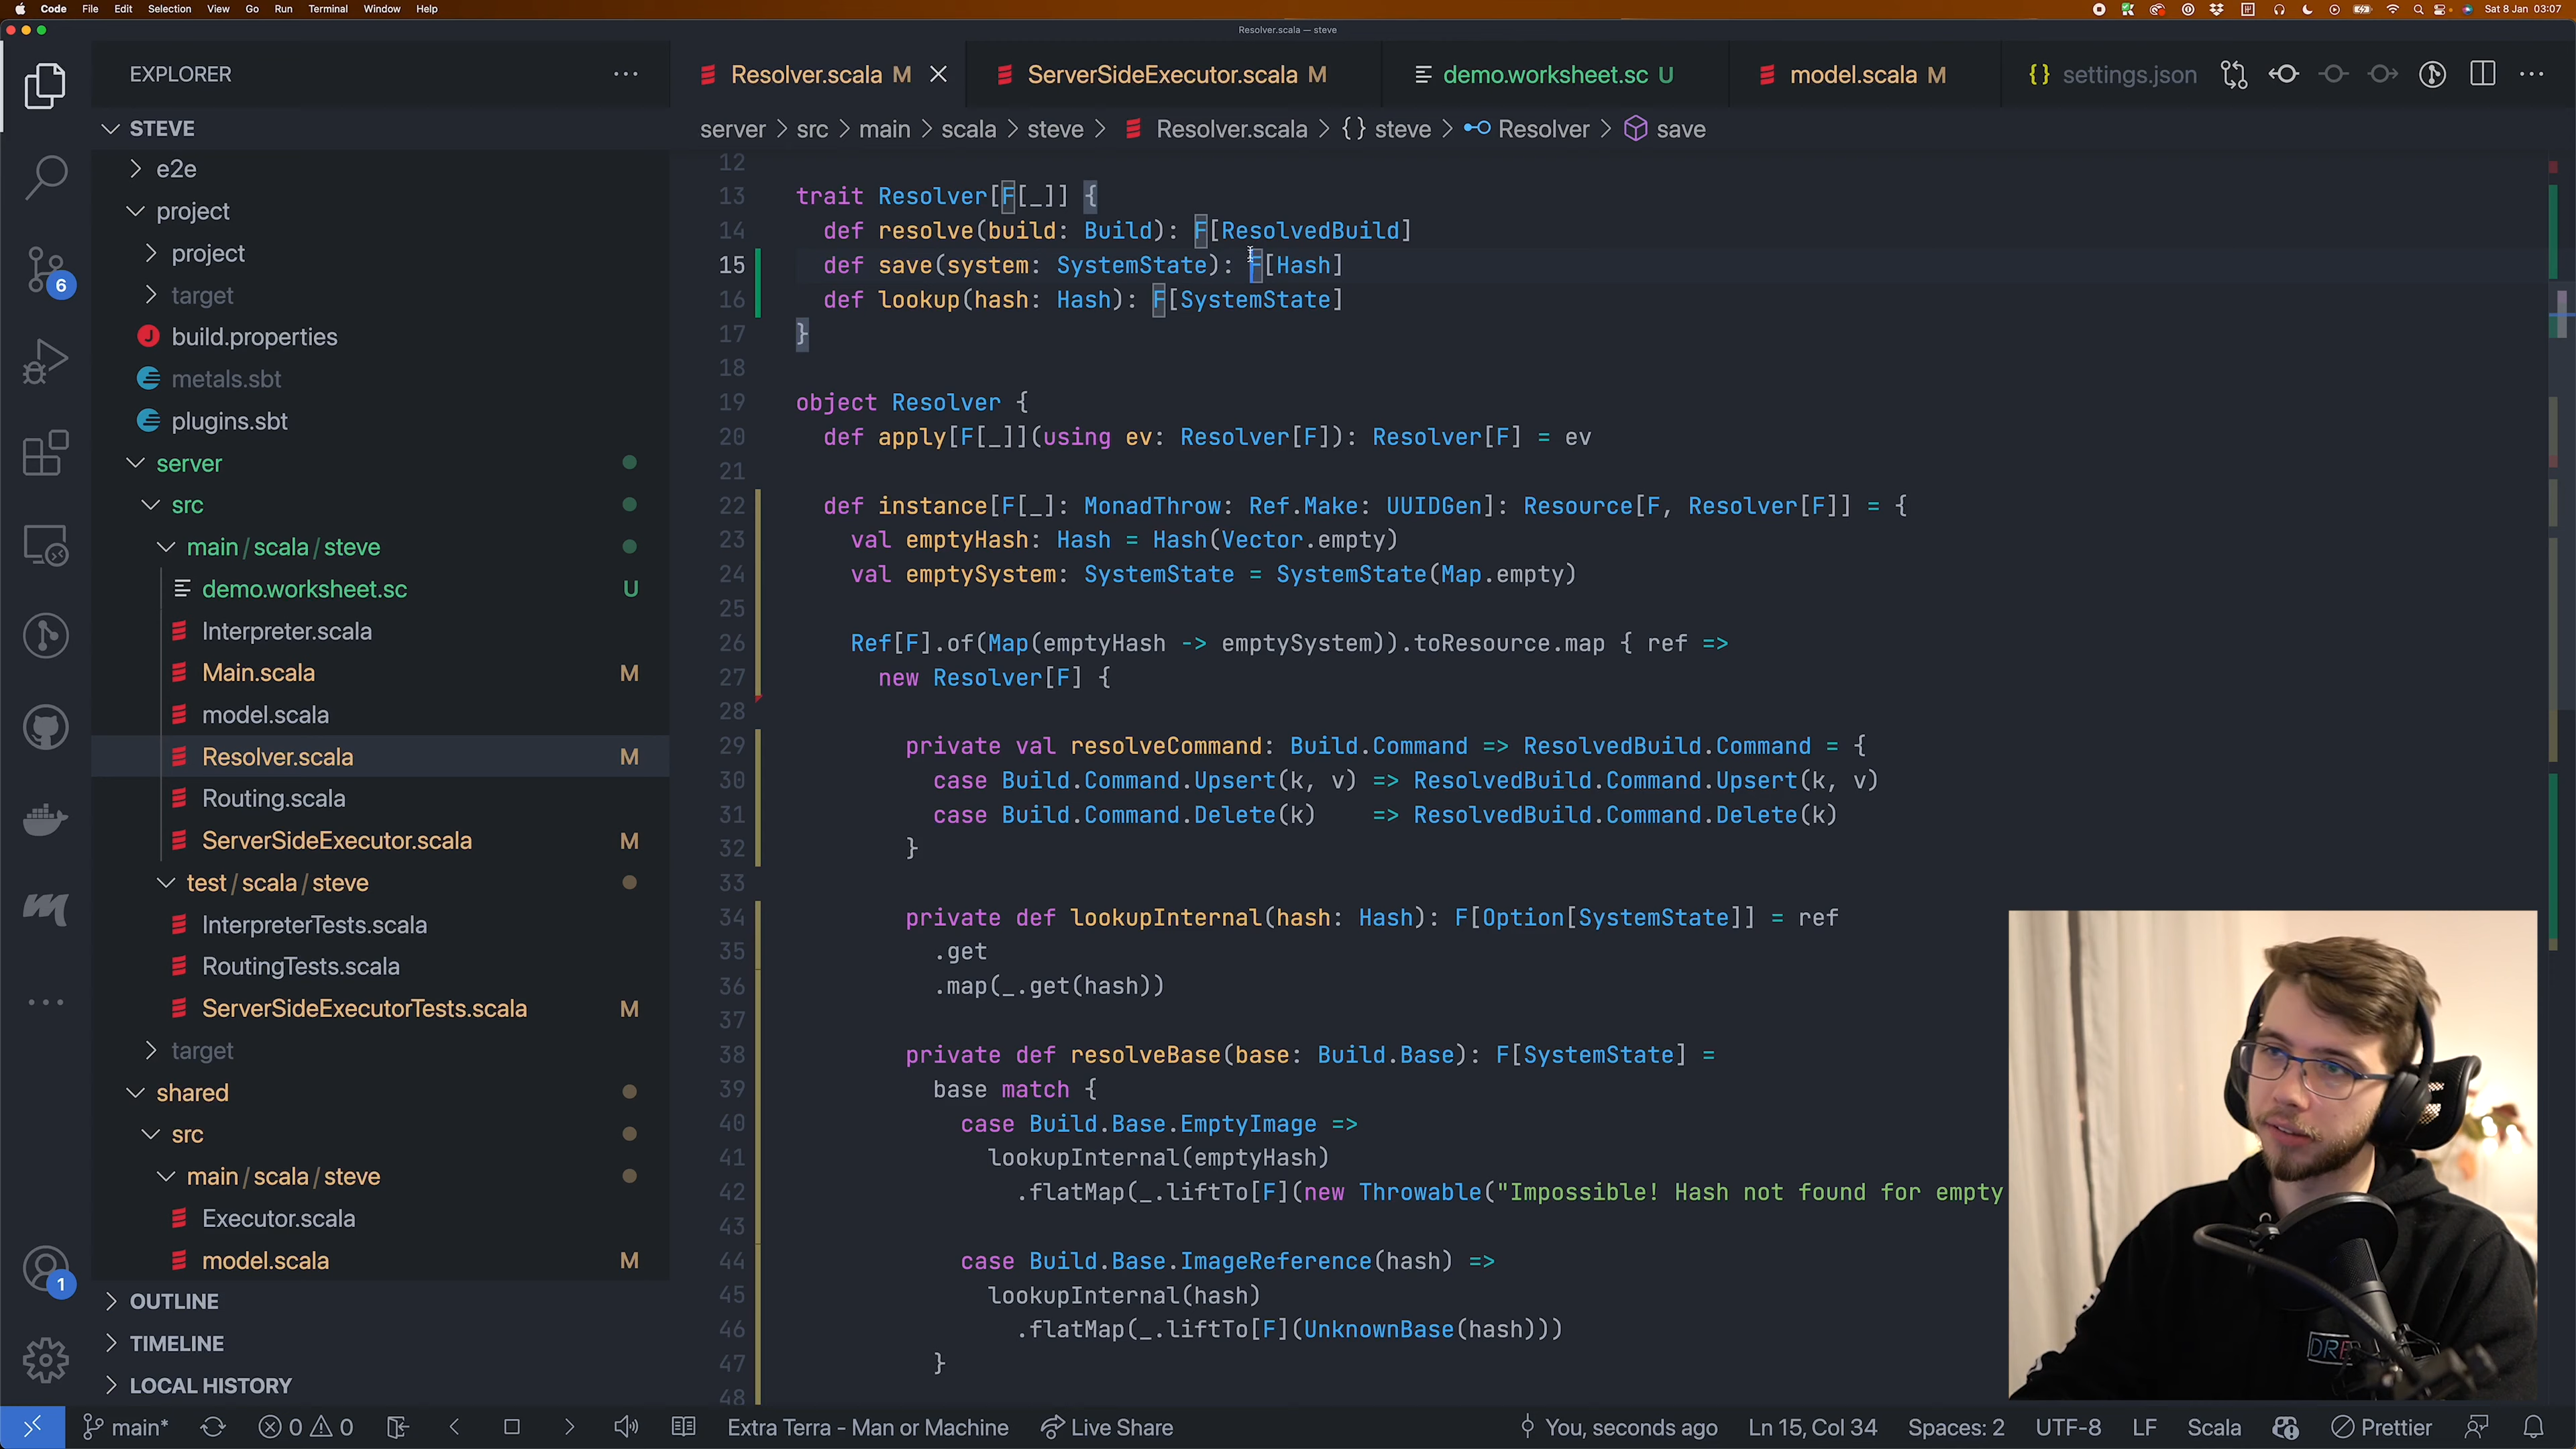 Code File Edit Selection View Go Run Terminal Window Help
Sat 8 Jan 03:07
Resolver.scala — steve
EXPLORER
Resolver.scala M
ServerSideExecutor.scala M
demo.worksheet.sc U
model.scala M
{} settings.json
server > src > main > scala > steve > Resolver.scala > {} steve > Resolver > save
STEVE
e2e
project
project
target
build.properties
metals.sbt
plugins.sbt
server
src
main / scala / steve
demo.worksheet.sc U
Interpreter.scala
Main.scala M
model.scala
Resolver.scala M
Routing.scala
ServerSideExecutor.scala M
test / scala / steve
InterpreterTests.scala
RoutingTests.scala
ServerSideExecutorTests.scala M
target
shared
src
main / scala / steve
Executor.scala
model.scala M
OUTLINE
TIMELINE
LOCAL HISTORY
6
1
12
13 trait Resolver[F[_]] {
14 def resolve(build: Build): F[ResolvedBuild]
15 def save(system: SystemState): F[Hash]
16 def lookup(hash: Hash): F[SystemState]
17 }
18
19 object Resolver {
20 def apply[F[_]](using ev: Resolver[F]): Resolver[F] = ev
21
22 def instance[F[_]: MonadThrow: Ref.Make: UUIDGen]: Resource[F, Resolver[F]] = {
23 val emptyHash: Hash = Hash(Vector.empty)
24 val emptySystem: SystemState = SystemState(Map.empty)
25
26 Ref[F].of(Map(emptyHash -> emptySystem)).toResource.map { ref =>
27 new Resolver[F] {
28
29 private val resolveCommand: Build.Command => ResolvedBuild.Command = {
30 case Build.Command.Upsert(k, v) => ResolvedBuild.Command.Upsert(k, v)
31 case Build.Command.Delete(k) => ResolvedBuild.Command.Delete(k)
32 }
33
34 private def lookupInternal(hash: Hash): F[Option[SystemState]] = ref
35 .get
36 .map(_.get(hash))
37
38 private def resolveBase(base: Build.Base): F[SystemState] =
39 base match {
40 case Build.Base.EmptyImage =>
41 lookupInternal(emptyHash)
42 .flatMap(_.liftTo[F](new Throwable("Impossible! Hash not found for empty
43
44 case Build.Base.ImageReference(hash) =>
45 lookupInternal(hash)
46 .flatMap(_.liftTo[F](UnknownBase(hash)))
47 }
48
main* 0 0 Extra Terra - Man or Machine Live Share You, seconds ago Ln 15, Col 34 Spaces: 2 UTF-8 LF Scala Prettier